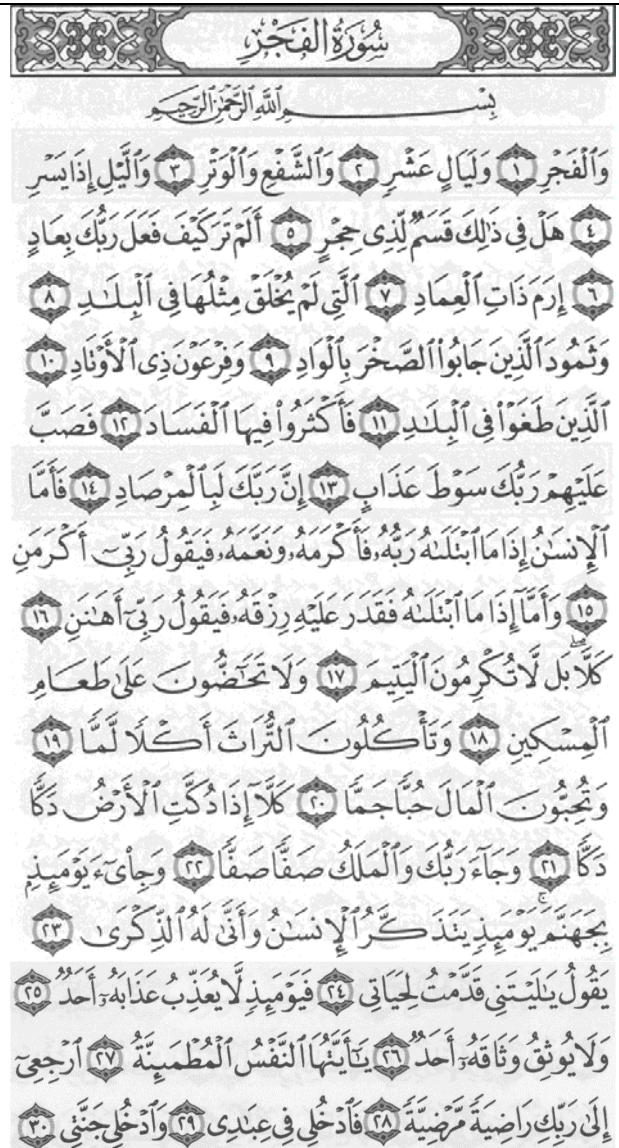 سُورَةُ الفَجْرِ
بِسْمِ اللَّهِ الرَّحْمَٰنِ الرَّحِيمِ
وَٱلْفَجْرِ ١ وَلَيَالٍ عَشْرٍ ٢ وَٱلشَّفْعِ وَٱلْوَتْرِ ٣ وَٱلَّيْلِ إِذَا يَسْرِ
٤ هَلْ فِى ذَٰلِكَ قَسَمٌ لِّذِى حِجْرٍ ٥ أَلَمْ تَرَ كَيْفَ فَعَلَ رَبُّكَ بِعَادٍ
٦ إِرَمَ ذَاتِ ٱلْعِمَادِ ٧ ٱلَّتِى لَمْ يُخْلَقْ مِثْلُهَا فِى ٱلْبِلَٰدِ ٨
وَثَمُودَ ٱلَّذِينَ جَابُوا۟ ٱلصَّخْرَ بِٱلْوَادِ ٩ وَفِرْعَوْنَ ذِى ٱلْأَوْتَادِ ١٠
ٱلَّذِينَ طَغَوْا۟ فِى ٱلْبِلَٰدِ ١١ فَأَكْثَرُوا۟ فِيهَا ٱلْفَسَادَ ١٢ فَصَبَّ
عَلَيْهِمْ رَبُّكَ سَوْطَ عَذَابٍ ١٣ إِنَّ رَبَّكَ لَبِٱلْمِرْصَادِ ١٤ فَأَمَّا
ٱلْإِنسَٰنُ إِذَا مَا ٱبْتَلَىٰهُ رَبُّهُۥ فَأَكْرَمَهُۥ وَنَعَّمَهُۥ فَيَقُولُ رَبِّىٓ أَكْرَمَنِ
١٥ وَأَمَّآ إِذَا مَا ٱبْتَلَىٰهُ فَقَدَرَ عَلَيْهِ رِزْقَهُۥ فَيَقُولُ رَبِّىٓ أَهَٰنَنِ ١٦
كَلَّا ۖ بَل لَّا تُكْرِمُونَ ٱلْيَتِيمَ ١٧ وَلَا تَحَٰٓضُّونَ عَلَىٰ طَعَامِ
ٱلْمِسْكِينِ ١٨ وَتَأْكُلُونَ ٱلتُّرَاثَ أَكْلًا لَّمًّا ١٩
وَتُحِبُّونَ ٱلْمَالَ حُبًّا جَمًّا ٢٠ كَلَّآ إِذَا دُكَّتِ ٱلْأَرْضُ دَكًّا
دَكًّا ٢١ وَجَآءَ رَبُّكَ وَٱلْمَلَكُ صَفًّا صَفًّا ٢٢ وَجِا۟ىٓءَ يَوْمَئِذٍۭ
بِجَهَنَّمَ ۚ يَوْمَئِذٍ يَتَذَكَّرُ ٱلْإِنسَٰنُ وَأَنَّىٰ لَهُ ٱلذِّكْرَىٰ ٢٣
يَقُولُ يَٰلَيْتَنِى قَدَّمْتُ لِحَيَاتِى ٢٤ فَيَوْمَئِذٍ لَّا يُعَذِّبُ عَذَابَهُۥٓ أَحَدٌ ٢٥
وَلَا يُوثِقُ وَثَاقَهُۥٓ أَحَدٌ ٢٦ يَٰٓأَيَّتُهَا ٱلنَّفْسُ ٱلْمُطْمَئِنَّةُ ٢٧ ٱرْجِعِىٓ
إِلَىٰ رَبِّكِ رَاضِيَةً مَّرْضِيَّةً ٢٨ فَٱدْخُلِى فِى عِبَٰدِى ٢٩ وَٱدْخُلِى جَنَّتِى ٣٠